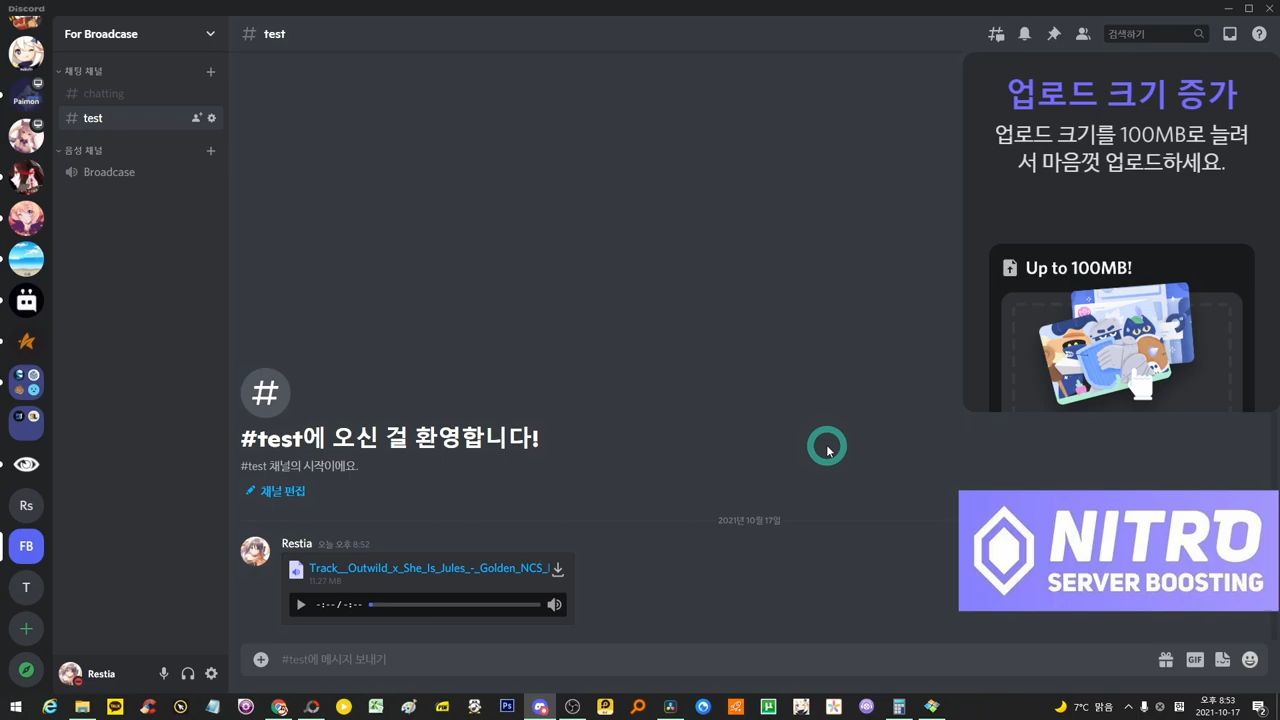 Discord
For Broadcase
test
검색하기
채팅 채널
chatting
test
음성 채널
Broadcase
Paimon
업로드 크기 증가
업로드 크기를 100MB로 늘려
서 마음껏 업로드하세요.
Up to 100MB!
#test에 오신 걸 환영합니다!
#test 채널의 시작이에요.
채널 편집
2021년 10월 17일
Restia 오늘 오후 8:52
Track__Outwild_x_She_Is_Jules_-_Golden_NCS_
11.27 MB
-:--/-:--
NITRO
SERVER BOOSTING
Rs
FB
T
Restia
#test에 메시지 보내기
GIF
7°C 맑음
오후 8:53
2021-10-17